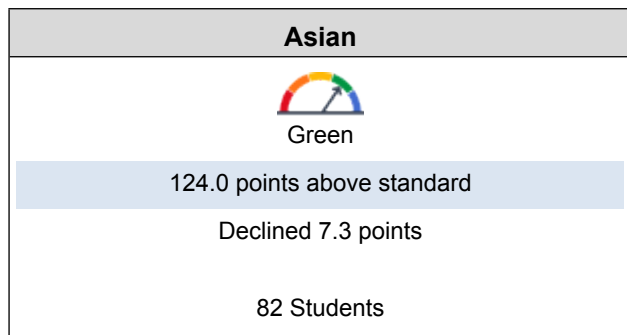 Asian
Green
124.0 points above standard
Declined 7.3 points
82 Students